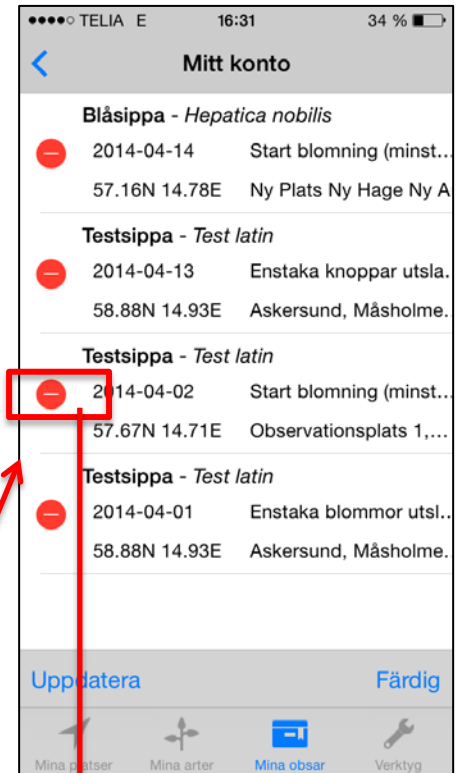 TELIA E 16:31 34 %
Mitt konto
Blåsippa - Hepatica nobilis
2014-04-14 Start blomning (minst...
57.16N 14.78E Ny Plats Ny Hage Ny A
Testsippa - Test latin
2014-04-13 Enstaka knoppar utsla.
58.88N 14.93E Askersund, Måsholme.
Testsippa - Test latin
2014-04-02 Start blomning (minst...
57.67N 14.71E Observationsplats 1,...
Testsippa - Test latin
2014-04-01 Enstaka blommor utsl..
58.88N 14.93E Askersund, Måsholme.
Uppdatera Färdig
Mina platser Mina arter Mina obsar Verktyg